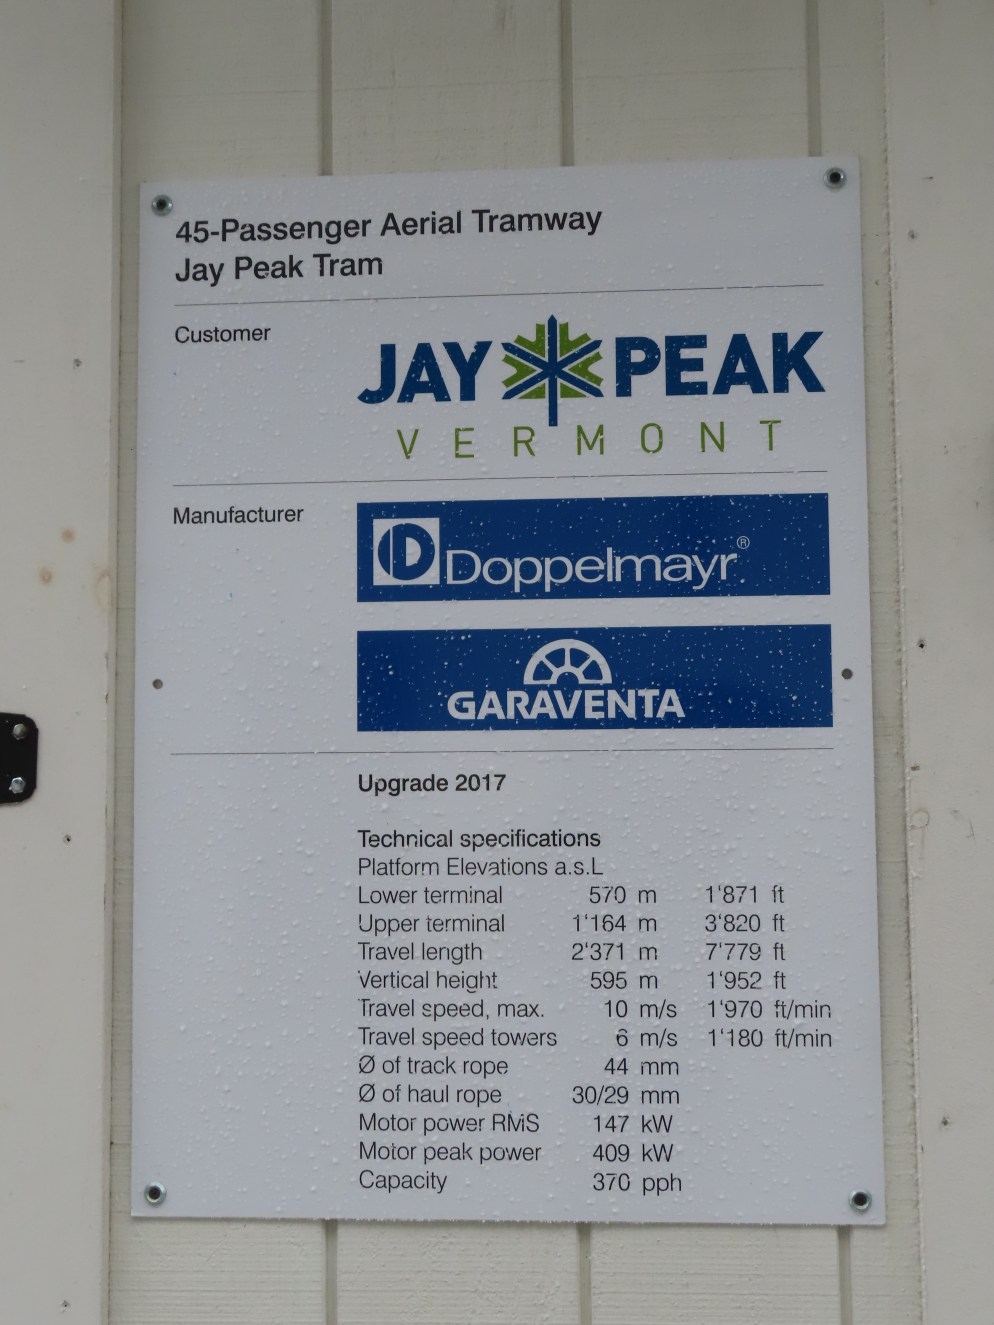 45-Passenger Aerial Tramway
Jay Peak Tram
Customer
JAY PEAK
VERMONT
Manufacturer
Doppelmayr®
GARAVENTA
Upgrade 2017
Technical specifications
Platform Elevations a.s.L
Lower terminal 570 m 1'871 ft
Upper terminal 1'164 m 3'820 ft
Travel length 2'371 m 7'779 ft
Vertical height 595 m 1'952 ft
Travel speed, max. 10 m/s 1'970 ft/min
Travel speed towers 6 m/s 1'180 ft/min
Ø of track rope 44 mm
Ø of haul rope 30/29 mm
Motor power RMS 147 kW
Motor peak power 409 kW
Capacity 370 pph